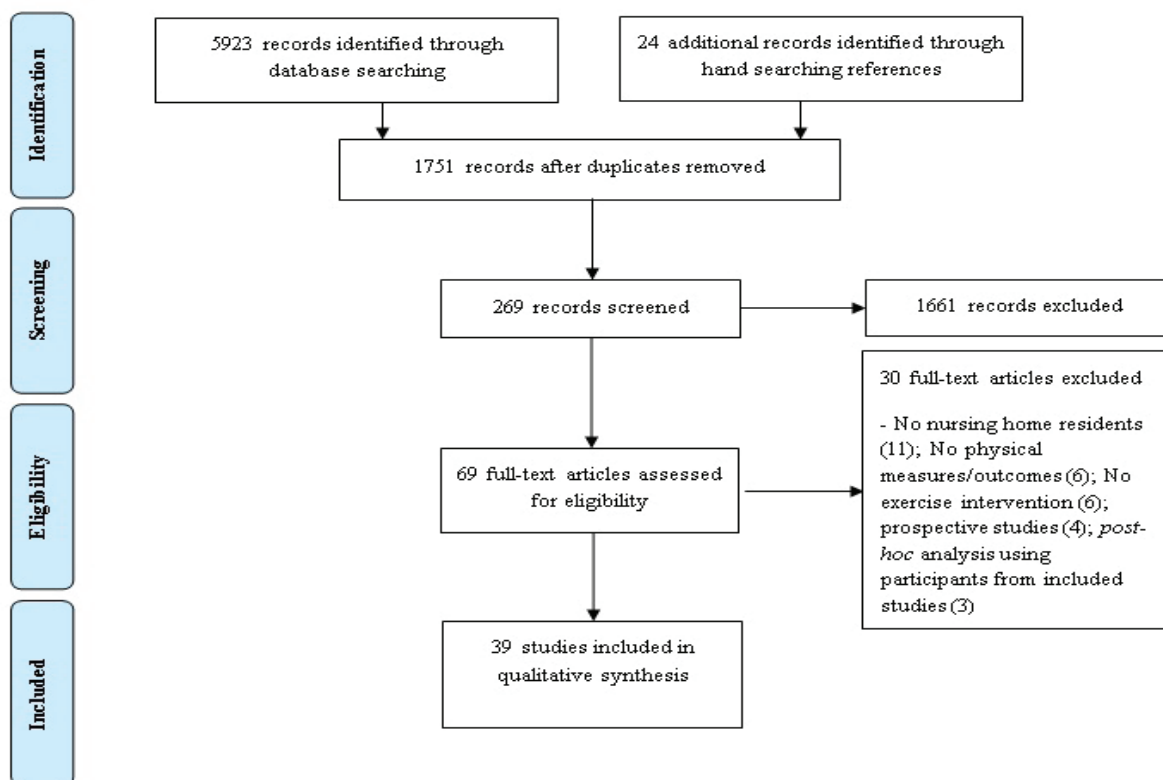 Identification
5923 records identified through
database searching
24 additional records identified through
hand searching references
1751 records after duplicates removed
Screening
269 records screened
1661 records excluded
Eligibility
69 full-text articles assessed
for eligibility
30 full-text articles excluded
- No nursing home residents
(11); No physical
measures/outcomes (6); No
exercise intervention (6);
prospective studies (4); post-
hoc analysis using
participants from included
studies (3)
Included
39 studies included in
qualitative synthesis